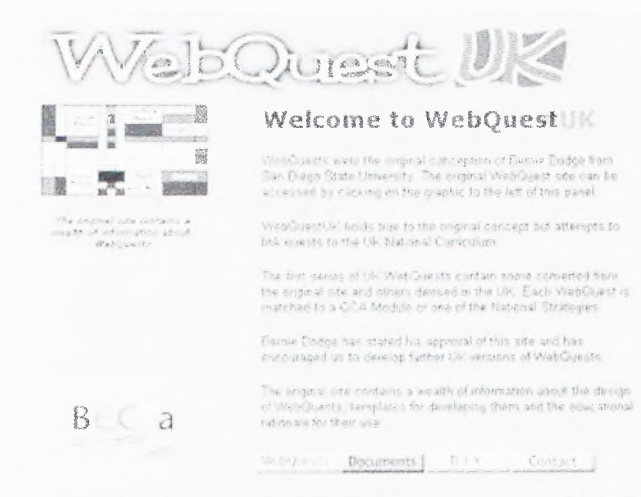 WebQuest UK
Welcome to WebQuestUK
WebQuests were the original conception of Bernie Dodge from
San Diego State University. The original WebQuest site can be
accessed by clicking on the graphic to the left of this panel.
The original site contains a
wealth of information about
WebQuests
WebQuestUK holds true to the original concept but attempts to
link quests to the UK National Curriculum.
The first series of UK WebQuests contain some converted from
the original site and others devised in the UK. Each WebQuest is
matched to a QCA Module or one of the National Strategies.
Bernie Dodge has stated his approval of this site and has
encouraged us to develop further UK versions of WebQuests.
The original site contains a wealth of information about the design
of WebQuests, templates for developing them and the educational
rationale for their use.
BECTa
WebQuests Documents Contact